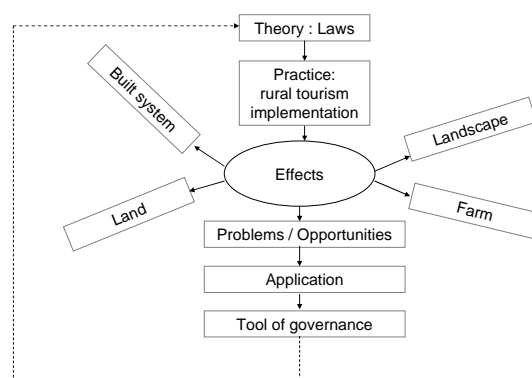 Theory : Laws
Practice:
rural tourism
implementation
Built
system
Landscape
Effects
Land
Farm
Problems / Opportunities
Application
Tool of governance